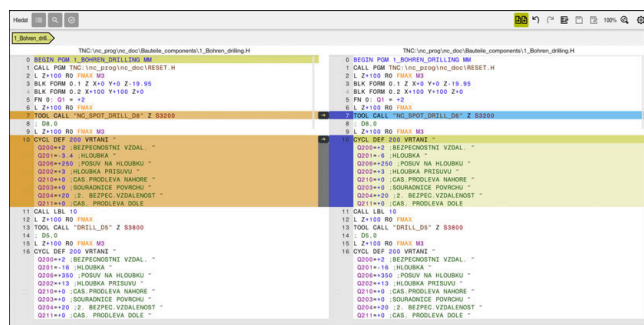 Hledat
100%
1_Bohren_drill...
TNC:\nc_prog\nc_doc\Bauteile_components\1_Bohren_drilling.H
0 BEGIN PGM 1_BOHREN_DRILLING MM
1 CALL PGM TNC:\nc_prog\nc_doc\RESET.H
2 L Z+100 R0 FMAX M3
3 BLK FORM 0.1 Z X+0 Y+0 Z-19.95
4 BLK FORM 0.2 X+100 Y+100 Z+0
5 FN 0: Q1 = +2
6 L Z+100 R0 FMAX
7 TOOL CALL "NC_SPOT_DRILL_D8" Z S3200
8 ; D8,0
9 L Z+100 R0 FMAX M3
10 CYCL DEF 200 VRTANI ~
Q200=+2 ;BEZPECNOSTNI VZDAL. ~
Q201=-3.4 ;HLOUBKA ~
Q206=+250 ;POSUV NA HLOUBKU ~
Q202=+3 ;HLOUBKA PRISUVU ~
Q210=+0 ;CAS.PRODLEVA NAHORE ~
Q203=+0 ;SOURADNICE POVRCHU ~
Q204=+20 ;2. BEZPEC.VZDALENOST ~
Q211=+0 ;CAS. PRODLEVA DOLE
11 CALL LBL 10
12 L Z+100 R0 FMAX
13 TOOL CALL "DRILL_D5" Z S3800
14 ; D5,0
15 L Z+100 R0 FMAX M3
16 CYCL DEF 200 VRTANI ~
Q200=+2 ;BEZPECNOSTNI VZDAL. ~
Q201=-16 ;HLOUBKA ~
Q206=+350 ;POSUV NA HLOUBKU ~
Q202=+13 ;HLOUBKA PRISUVU ~
Q210=+0 ;CAS.PRODLEVA NAHORE ~
Q203=+0 ;SOURADNICE POVRCHU ~
Q204=+20 ;2. BEZPEC.VZDALENOST ~
Q211=+0 ;CAS. PRODLEVA DOLE ~
TNC:\nc_prog\nc_doc\Bauteile_components\1_Bohren_drilling.H
0 BEGIN PGM 1_BOHREN_DRILLING MM
1 CALL PGM TNC:\nc_prog\nc_doc\RESET.H
2 L Z+100 R0 FMAX M3
3 BLK FORM 0.1 Z X+0 Y+0 Z-19.95
4 BLK FORM 0.2 X+100 Y+100 Z+0
5 FN 0: Q1 = +2
6 L Z+100 R0 FMAX
7 TOOL CALL "NC_SPOT_DRILL_D6" Z S3200
8 ; D8,0
9 L Z+100 R0 FMAX M3
10 CYCL DEF 200 VRTANI ~
Q200=+2 ;BEZPECNOSTNI VZDAL. ~
Q201=-6 ;HLOUBKA ~
Q206=+250 ;POSUV NA HLOUBKU ~
Q202=+3 ;HLOUBKA PRISUVU ~
Q210=+0 ;CAS.PRODLEVA NAHORE ~
Q203=+0 ;SOURADNICE POVRCHU ~
Q204=+20 ;2. BEZPEC.VZDALENOST ~
Q211=+0 ;CAS. PRODLEVA DOLE
11 CALL LBL 10
12 L Z+100 R0 FMAX
13 TOOL CALL "DRILL_D5" Z S3800
14 ; D5,0
15 L Z+100 R0 FMAX M3
16 CYCL DEF 200 VRTANI ~
Q200=+2 ;BEZPECNOSTNI VZDAL. ~
Q201=-16 ;HLOUBKA ~
Q206=+350 ;POSUV NA HLOUBKU ~
Q202=+13 ;HLOUBKA PRISUVU ~
Q210=+0 ;CAS.PRODLEVA NAHORE ~
Q203=+0 ;SOURADNICE POVRCHU ~
Q204=+20 ;2. BEZPEC.VZDALENOST ~
Q211=+0 ;CAS. PRODLEVA DOLE ~